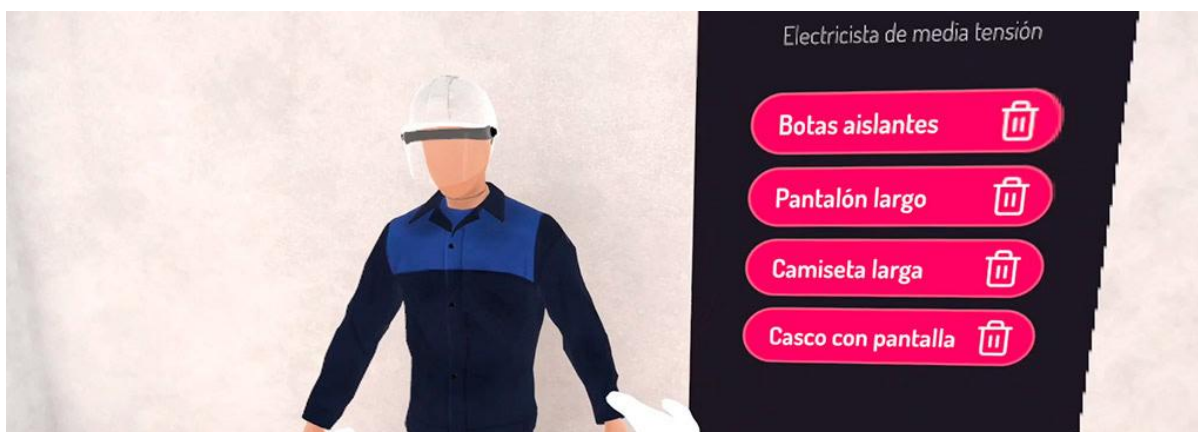 Electricista de media tensión
Botas aislantes
Pantalón largo
Camiseta larga
Casco con pantalla